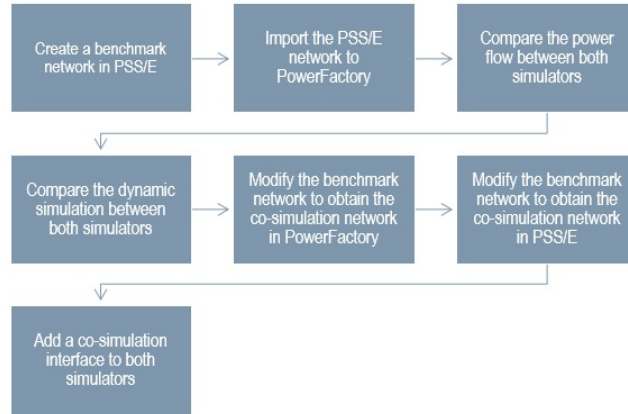 Create a benchmark
network in PSS/E
Import the PSS/E
network to
PowerFactory
Compare the power
flow between both
simulators
Compare the dynamic
simulation between
both simulators
Modify the benchmark
network to obtain the
co-simulation network
in PowerFactory
Modify the benchmark
network to obtain the
co-simulation network
in PSS/E
Add a co-simulation
interface to both
simulators